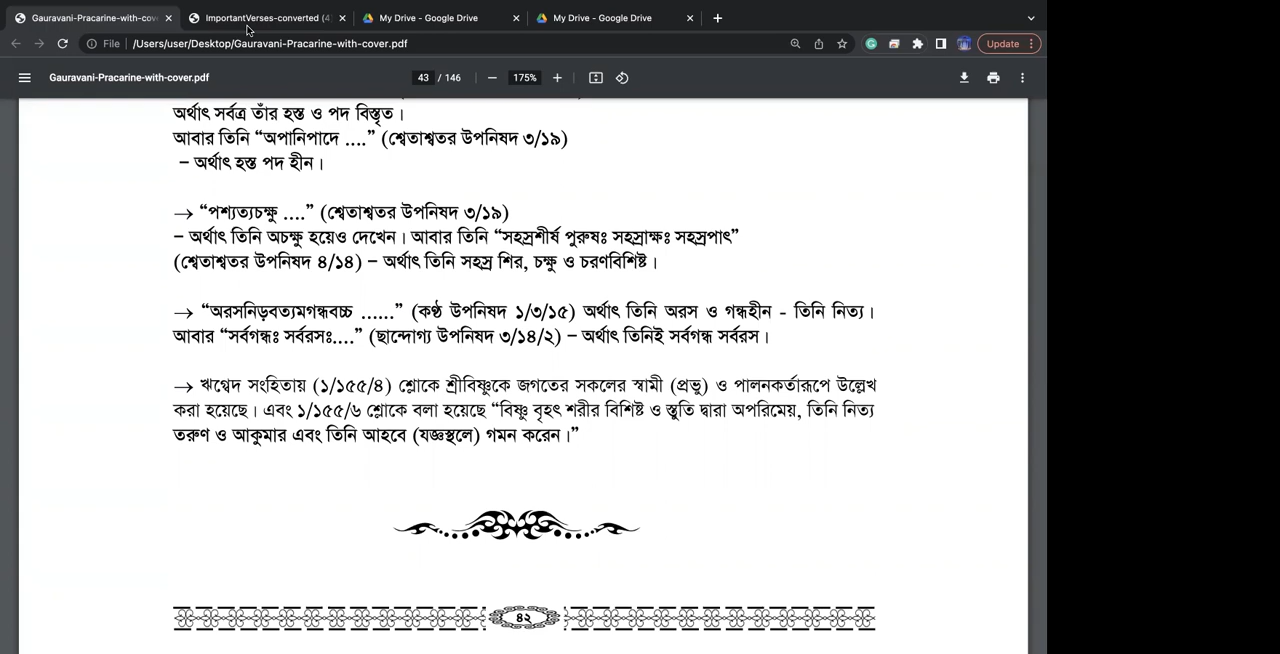 Gauravani-Pracarine-with-cov
ImportantVerses-converted (4
My Drive - Google Drive
My Drive - Google Drive
File
/Users/user/Desktop/Gauravani-Pracarine-with-cover.pdf
Update
Gauravani-Pracarine-with-cover.pdf
43 / 146
175%
অর্থাৎ সর্বত্র তাঁর হস্ত ও পদ বিস্তৃত।
আবার তিনি “অপানিপাদে ....” (শ্বেতাশ্বতর উপনিষদ ৩/১৯)
– অর্থাৎ হস্ত পদ হীন।
→ “পশ্যত্যচক্ষু ....” (শ্বেতাশ্বতর উপনিষদ ৩/১৯)
– অর্থাৎ তিনি অচক্ষু হয়েও দেখেন। আবার তিনি “সহস্রশীর্ষ পুরুষঃ সহস্রাক্ষঃ সহস্রপাৎ”
(শ্বেতাশ্বতর উপনিষদ ৪/১৪) – অর্থাৎ তিনি সহস্র শির, চক্ষু ও চরণবিশিষ্ট।
→ “অরসনিড়বত্যমগন্ধবচ্চ ......” (কণ্ঠ উপনিষদ ১/৩/১৫) অর্থাৎ তিনি অরস ও গন্ধহীন - তিনি নিত্য।
আবার “সর্বগন্ধঃ সর্বরসঃ....” (ছান্দোগ্য উপনিষদ ৩/১৪/২) – অর্থাৎ তিনিই সর্বগন্ধ সর্বরস।
→ ঋগ্বেদ সংহিতায় (১/১৫৫/৪) শ্লোকে শ্রীবিষ্ণুকে জগতের সকলের স্বামী (প্রভু) ও পালনকর্তারূপে উল্লেখ
করা হয়েছে। এবং ১/১৫৫/৬ শ্লোকে বলা হয়েছে “বিষ্ণু বৃহৎ শরীর বিশিষ্ট ও স্তুতি দ্বারা অপরিমেয়, তিনি নিত্য
তরুণ ও আকুমার এবং তিনি আহবে (যজ্ঞস্থলে) গমন করেন।”
৪২